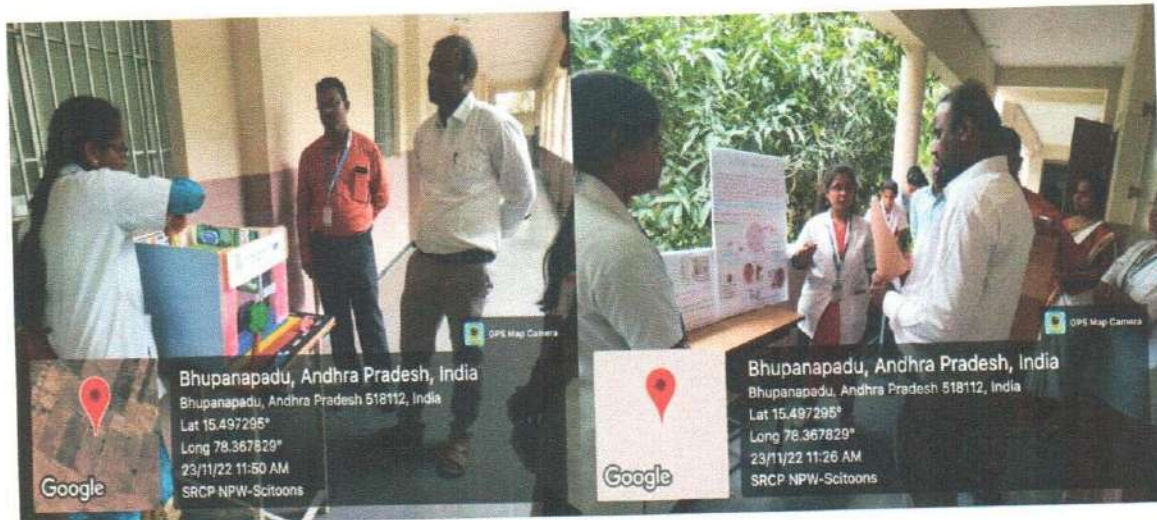 GPS Map Camera
Bhupanapadu, Andhra Pradesh, India
Bhupanapadu, Andhra Pradesh 518112, India
Lat 15.497295°
Long 78.367829°
23/11/22 11:50 AM
SRCP NPW-Scitoons
Google
GPS Map Camera
Bhupanapadu, Andhra Pradesh, India
Bhupanapadu, Andhra Pradesh 518112, India
Lat 15.497295°
Long 78.367829°
23/11/22 11:26 AM
SRCP NPW-Scitoons
Google